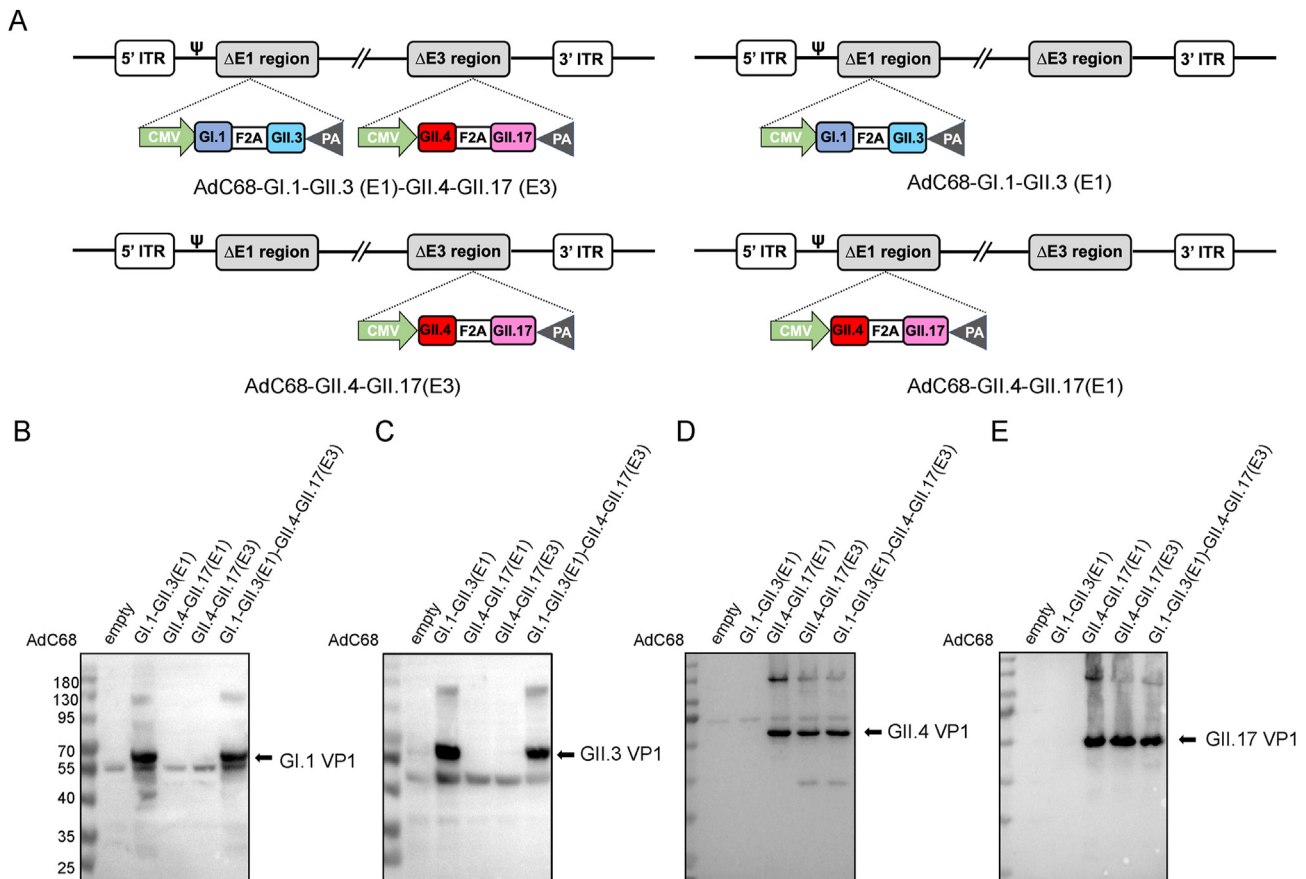 A
5' ITR Ψ ΔE1 region ΔE3 region 3' ITR
CMV GI.1 F2A GII.3 PA CMV GII.4 F2A GII.17 PA
AdC68-GI.1-GII.3 (E1)-GII.4-GII.17 (E3)
5' ITR Ψ ΔE1 region ΔE3 region 3' ITR
CMV GI.1 F2A GII.3 PA
AdC68-GI.1-GII.3 (E1)
5' ITR Ψ ΔE1 region ΔE3 region 3' ITR
CMV GII.4 F2A GII.17 PA
AdC68-GII.4-GII.17(E3)
5' ITR Ψ ΔE1 region ΔE3 region 3' ITR
CMV GII.4 F2A GII.17 PA
AdC68-GII.4-GII.17(E1)
B
AdC68
empty
GI.1-GII.3(E1)
GII.4-GII.17(E1)
GII.4-GII.17(E3)
GI.1-GII.3(E1)-GII.4-GII.17(E3)
180
130
95
70
55
40
35
25
GI.1 VP1
C
AdC68
empty
GI.1-GII.3(E1)
GII.4-GII.17(E1)
GII.4-GII.17(E3)
GI.1-GII.3(E1)-GII.4-GII.17(E3)
GII.3 VP1
D
AdC68
empty
GI.1-GII.3(E1)
GII.4-GII.17(E1)
GII.4-GII.17(E3)
GI.1-GII.3(E1)-GII.4-GII.17(E3)
GII.4 VP1
E
AdC68
empty
GI.1-GII.3(E1)
GII.4-GII.17(E1)
GII.4-GII.17(E3)
GI.1-GII.3(E1)-GII.4-GII.17(E3)
GII.17 VP1